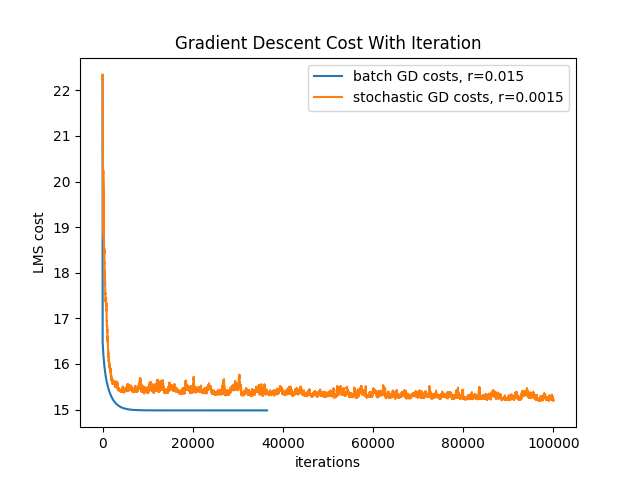 Gradient Descent Cost With Iteration
batch GD costs, r=0.015
stochastic GD costs, r=0.0015
LMS cost
22
21
20
19
18
17
16
15
0
20000
40000
60000
80000
100000
iterations